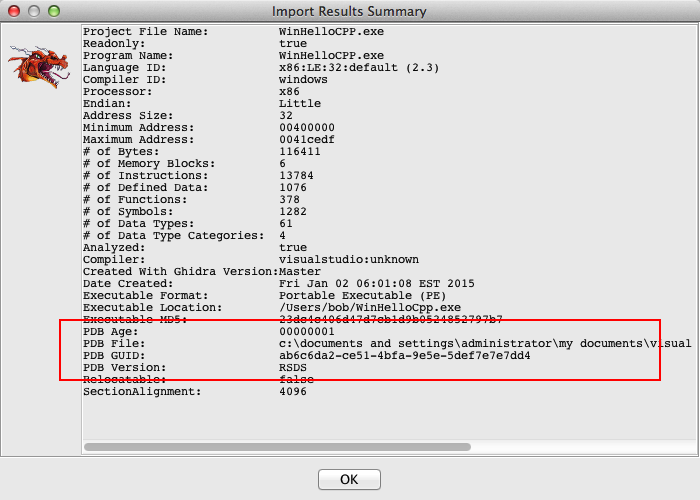 Import Results Summary
Project File Name: WinHelloCPP.exe
Readonly: true
Program Name: WinHelloCPP.exe
Language ID: x86:LE:32:default (2.3)
Compiler ID: windows
Processor: x86
Endian: Little
Address Size: 32
Minimum Address: 00400000
Maximum Address: 0041cedf
# of Bytes: 116411
# of Memory Blocks: 6
# of Instructions: 13784
# of Defined Data: 1076
# of Functions: 378
# of Symbols: 1282
# of Data Types: 61
# of Data Type Categories: 4
Analyzed: true
Compiler: visualstudio:unknown
Created With Ghidra Version:Master
Date Created: Fri Jan 02 06:01:08 EST 2015
Executable Format: Portable Executable (PE)
Executable Location: /Users/bob/WinHelloCpp.exe
Executable MD5:
PDB Age: 00000001
PDB File: c:\documents and settings\administrator\my documents\visual
PDB GUID: ab6c6da2-ce51-4bfa-9e5e-5def7e7e7dd4
PDB Version: RSDS
Relocatable: false
SectionAlignment: 4096
OK